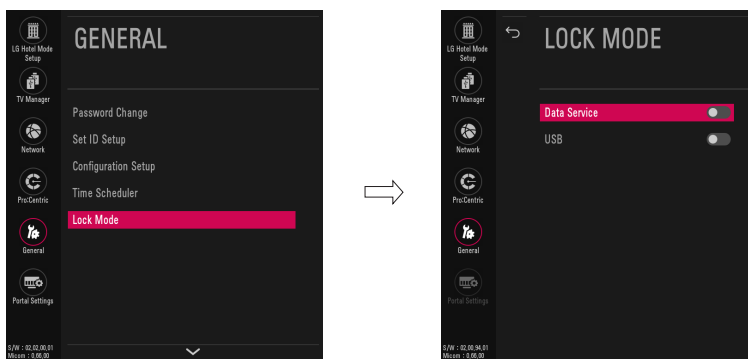 LG Hotel Mode
Setup
TV Manager
Network
Pro:Centric
General
Portal Settings
S/W : 02,02,00,01
Micom : 0,66,00
GENERAL
Password Change
Set ID Setup
Configuration Setup
Time Scheduler
Lock Mode
LG Hotel Mode
Setup
TV Manager
Network
Pro:Centric
General
Portal Settings
S/W : 02,00,94,01
Micom : 0,66,00
LOCK MODE
Data Service
USB